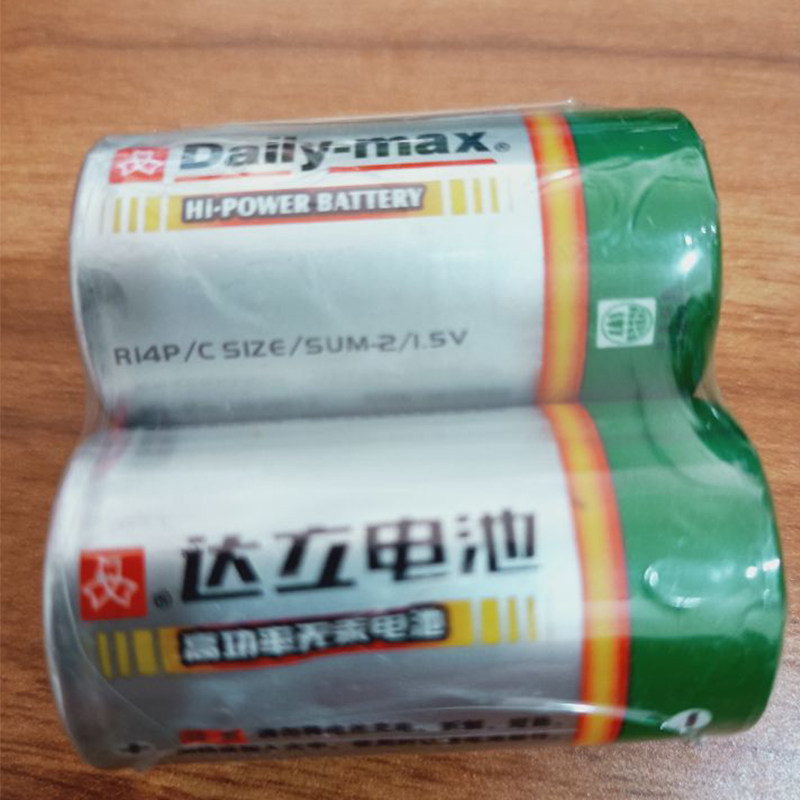 Daily-max®
Hi-POWER BATTERY
R14P/C SIZE/SUM-2/1.5V
®达立电池
高功率无汞电池
+